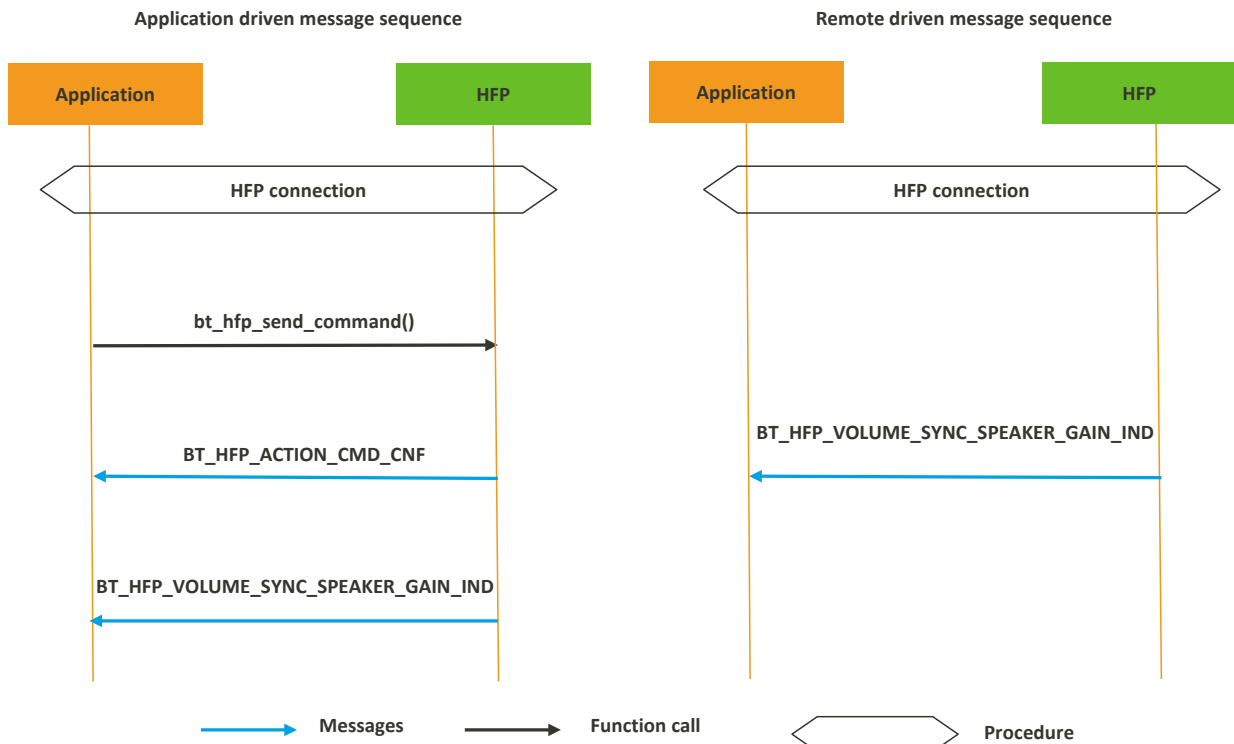 Application driven message sequence
Remote driven message sequence
Application
HFP
Application
HFP
HFP connection
HFP connection
bt_hfp_send_command()
BT_HFP_VOLUME_SYNC_SPEAKER_GAIN_IND
BT_HFP_ACTION_CMD_CNF
BT_HFP_VOLUME_SYNC_SPEAKER_GAIN_IND
Messages
Function call
Procedure